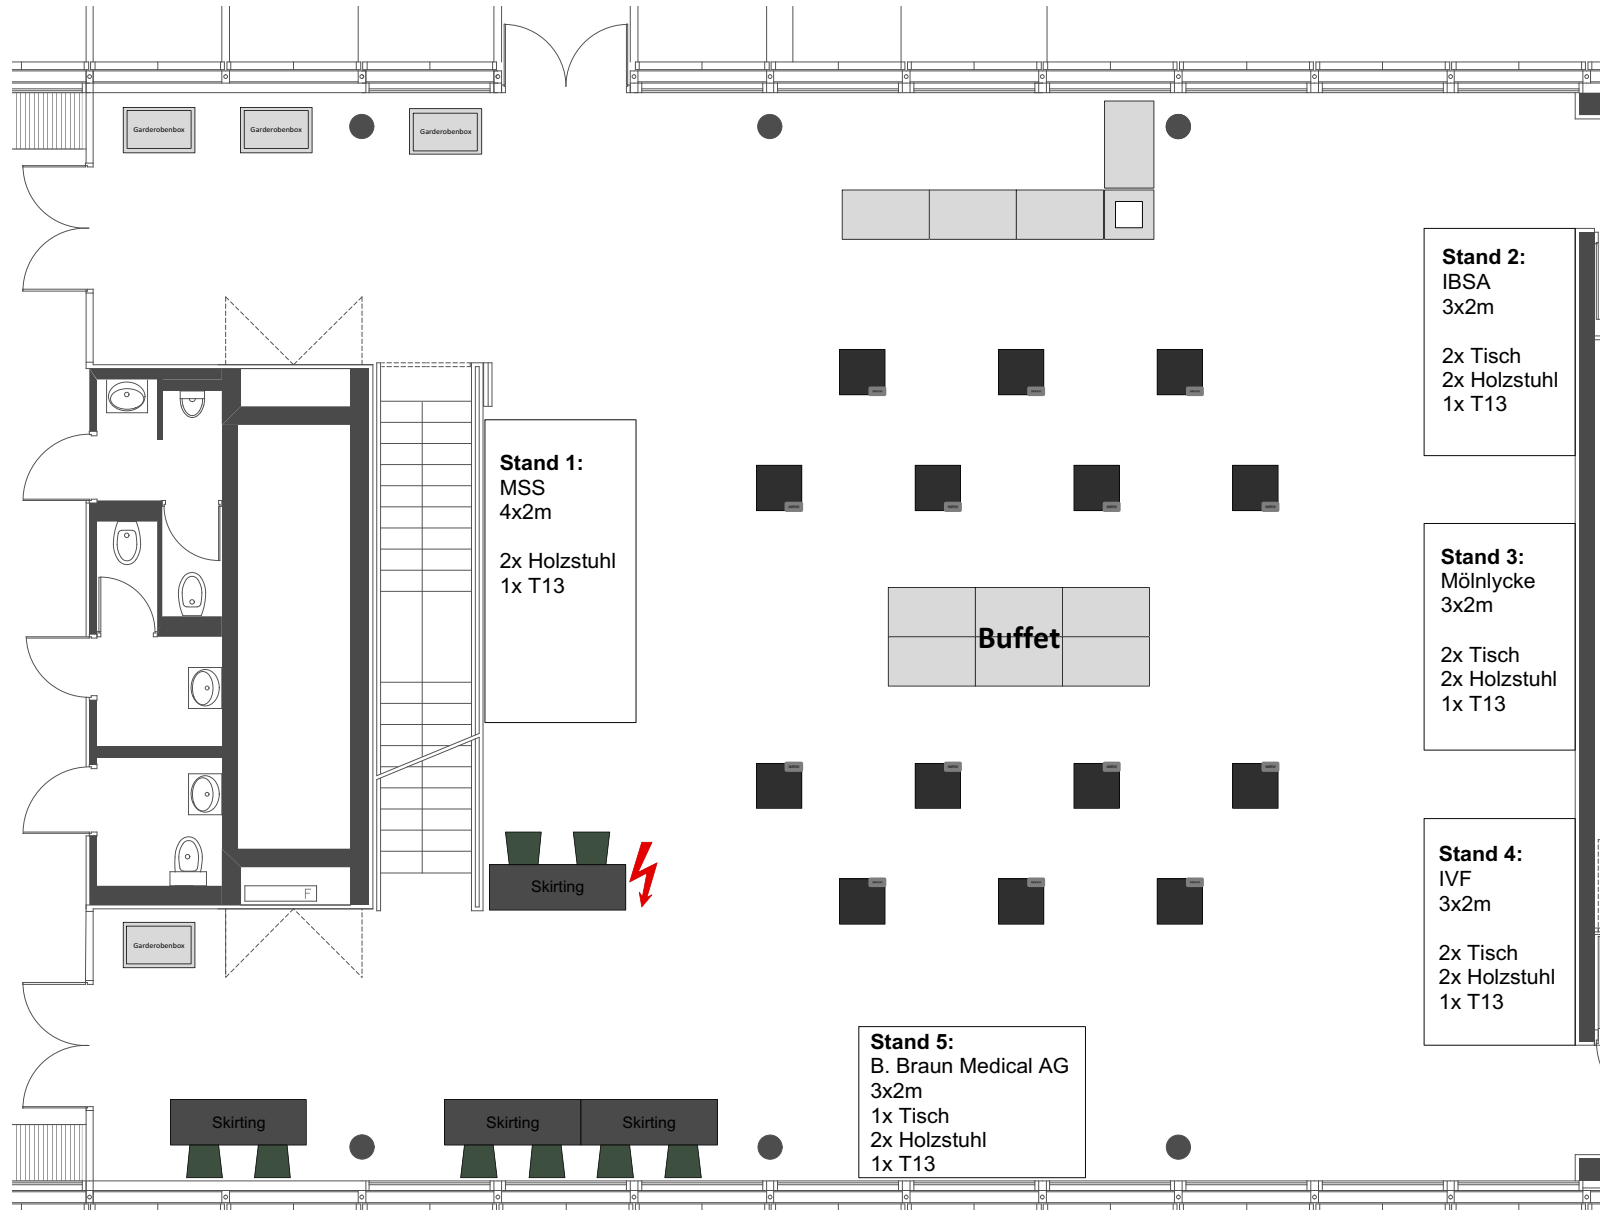 Garderobenbox
Garderobenbox
Garderobenbox
Stand 2:
IBSA
3x2m
2x Tisch
2x Holzstuhl
1x T13
Stand 1:
MSS
4x2m
2x Holzstuhl
1x T13
Stand 3:
Mölnlycke
3x2m
2x Tisch
2x Holzstuhl
1x T13
Buffet
Stand 4:
IVF
3x2m
2x Tisch
2x Holzstuhl
1x T13
Skirting
F
Garderobenbox
Stand 5:
B. Braun Medical AG
3x2m
1x Tisch
2x Holzstuhl
1x T13
Skirting
Skirting
Skirting